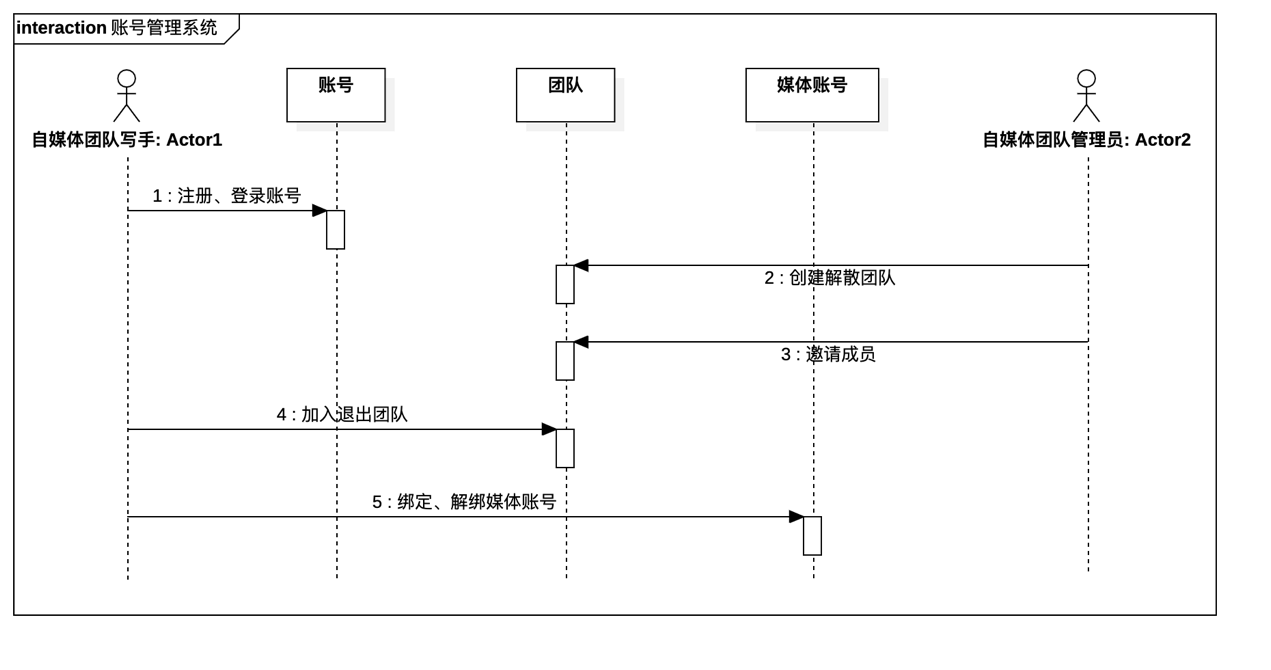 interaction 账号管理系统
账号
团队
媒体账号
自媒体团队写手: Actor1
自媒体团队管理员: Actor2
1 : 注册、登录账号
2 : 创建解散团队
3 : 邀请成员
4 : 加入退出团队
5 : 绑定、解绑媒体账号